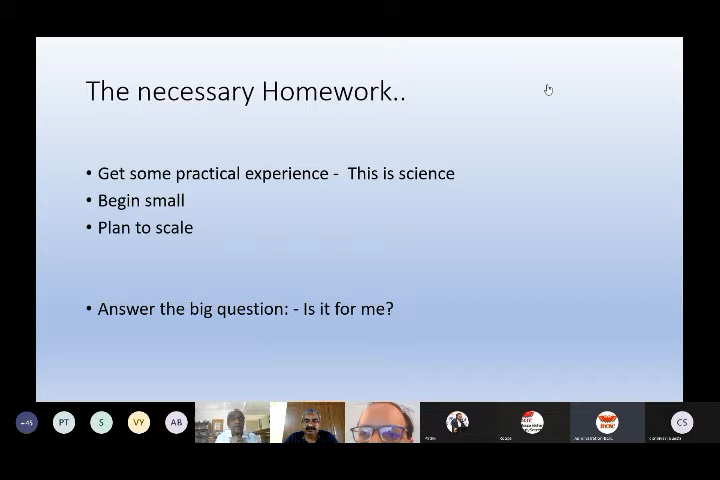 The necessary Homework..
• Get some practical experience - This is science
• Begin small
• Plan to scale
• Answer the big question: - Is it for me?
+45
PT
S
VY
AB
CS